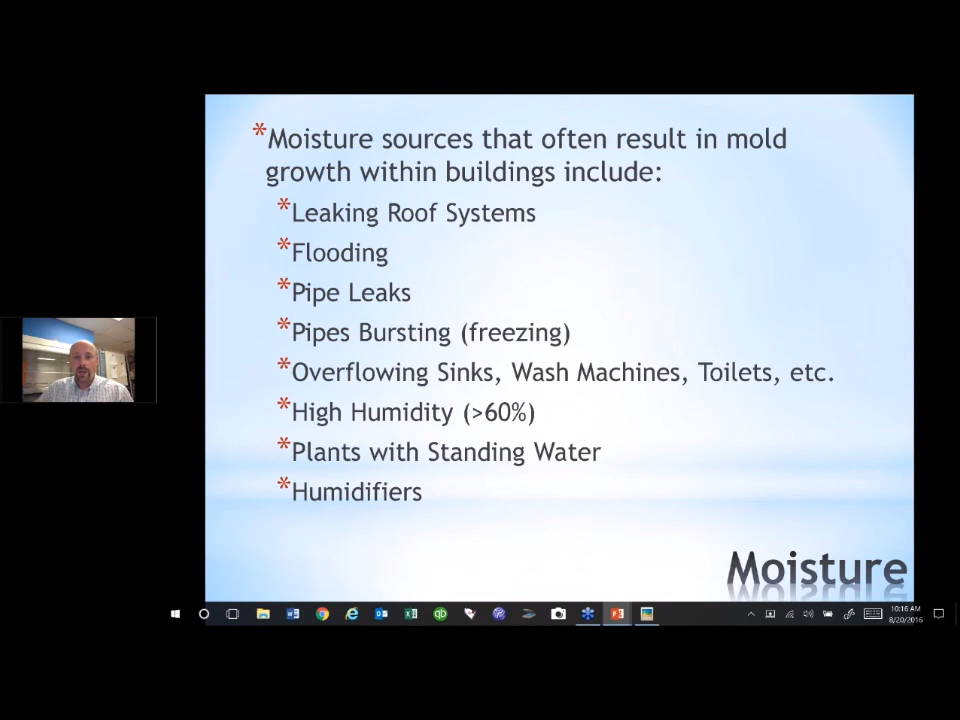 *Moisture sources that often result in mold
growth within buildings include:
*Leaking Roof Systems
*Flooding
*Pipe Leaks
*Pipes Bursting (freezing)
*Overflowing Sinks, Wash Machines, Toilets, etc.
*High Humidity (>60%)
*Plants with Standing Water
*Humidifiers
Moisture
10:16 AM
8/20/2016